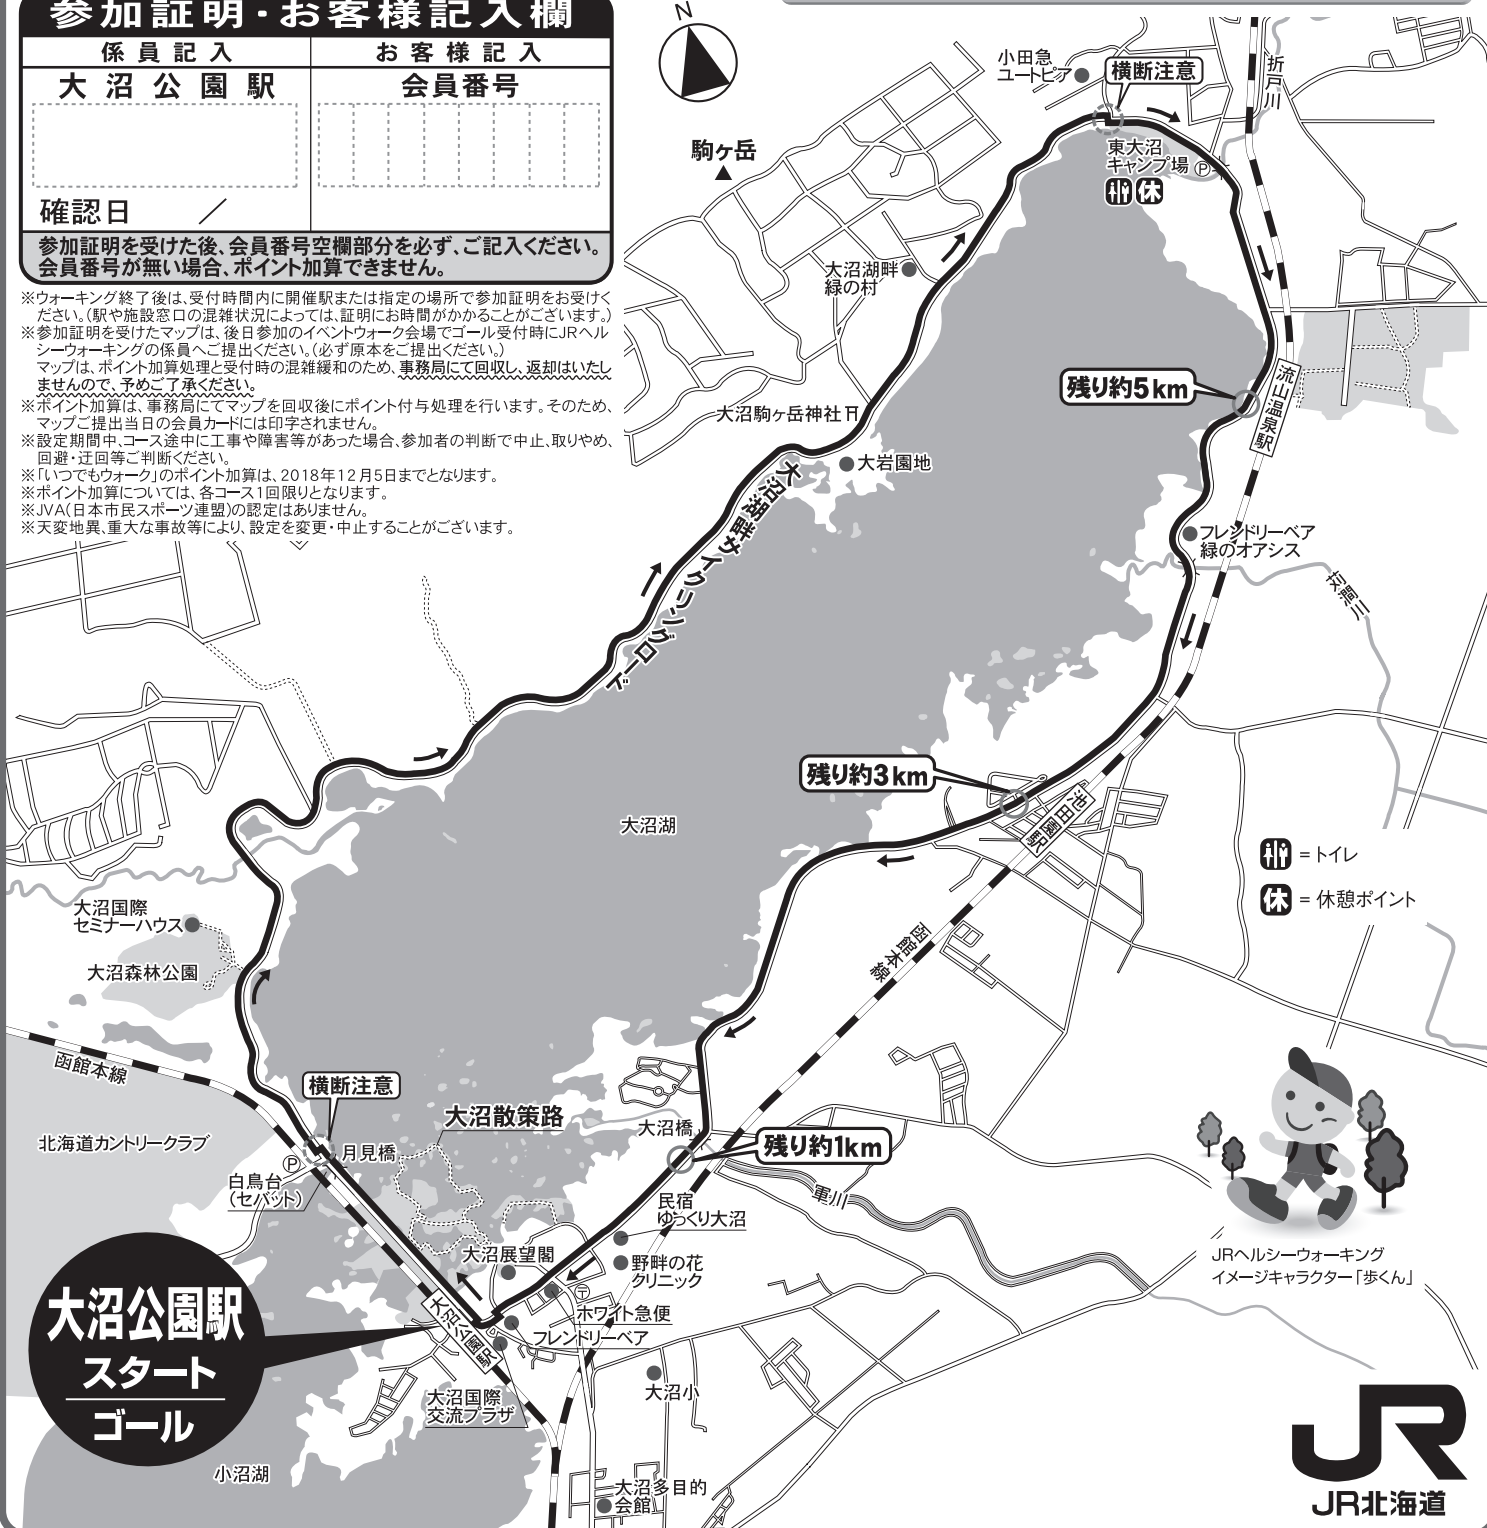 参加証明・お客様記入欄
係員記入
お客様記入
大沼公園駅
会員番号
確認日　　／
参加証明を受けた後、会員番号空欄部分を必ず、ご記入ください。
会員番号が無い場合、ポイント加算できません。
※ウォーキング終了後は、受付時間内に開催駅または指定の場所で参加証明をお受けく
ださい。（駅や施設窓口の混雑状況によっては、証明にお時間がかかることがございます。）
※参加証明を受けたマップは、後日参加のイベントウォーク会場でゴール受付時にJRヘル
シーウォーキングの係員へご提出ください。（必ず原本をご提出ください。）
マップは、ポイント加算処理と受付時の混雑緩和のため、事務局にて回収し、返却はいたし
ませんので、予めご了承ください。
※ポイント加算は、事務局にてマップを回収後にポイント付与処理を行います。そのため、
マップご提出当日の会員カードには印字されません。
※設定期間中、コース途中に工事や障害等があった場合、参加者の判断で中止、取りやめ、
回避・迂回等ご判断ください。
※「いつでもウォーク」のポイント加算は、2018年12月5日までとなります。
※ポイント加算については、各コース1回限りとなります。
※JVA（日本市民スポーツ連盟）の認定はありません。
※天変地異、重大な事故等により、設定を変更・中止することがございます。
N
駒ヶ岳
小田急
ユートピア
横断注意
折戸川
東大沼
キャンプ場
P
休
大沼湖畔
緑の村
大沼駒ヶ岳神社
大岩園地
大沼湖畔サイクリングロード
残り約5km
流山温泉駅
フレンドリーベア
緑のオアシス
苅澗川
残り約3km
池田園駅
大沼湖
函館本線
= トイレ
休 = 休憩ポイント
大沼国際
セミナーハウス
大沼森林公園
函館本線
北海道カントリークラブ
横断注意
月見橋
P
白鳥台
（セバット）
大沼散策路
大沼橋
残り約1km
軍川
民宿
ゆっくり大沼
野畔の花
クリニック
大沼展望閣
〒
ホワイト急便
フレンドリーベア
大沼公園駅
大沼公園駅
スタート
ゴール
大沼国際
交流プラザ
大沼小
小沼湖
大沼多目的
会館
JRヘルシーウォーキング
イメージキャラクター「歩くん」
JR
JR北海道